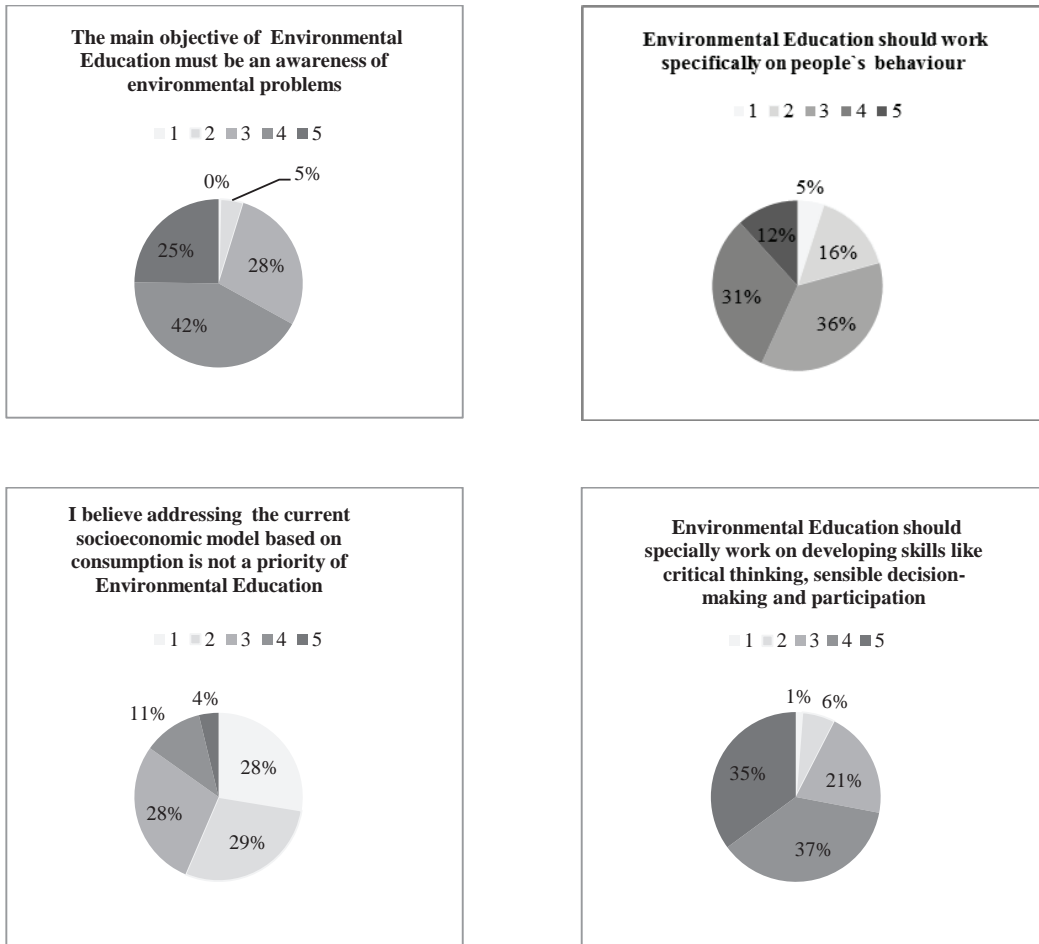 The main objective of Environmental
Education must be an awareness of
environmental problems
1 2 3 4 5
0%
5%
28%
42%
25%
Environmental Education should work
specifically on people`s behaviour
1 2 3 4 5
5%
16%
36%
31%
12%
I believe addressing the current
socioeconomic model based on
consumption is not a priority of
Environmental Education
1 2 3 4 5
28%
29%
28%
11%
4%
Environmental Education should
specially work on developing skills like
critical thinking, sensible decision-
making and participation
1 2 3 4 5
1%
6%
21%
37%
35%